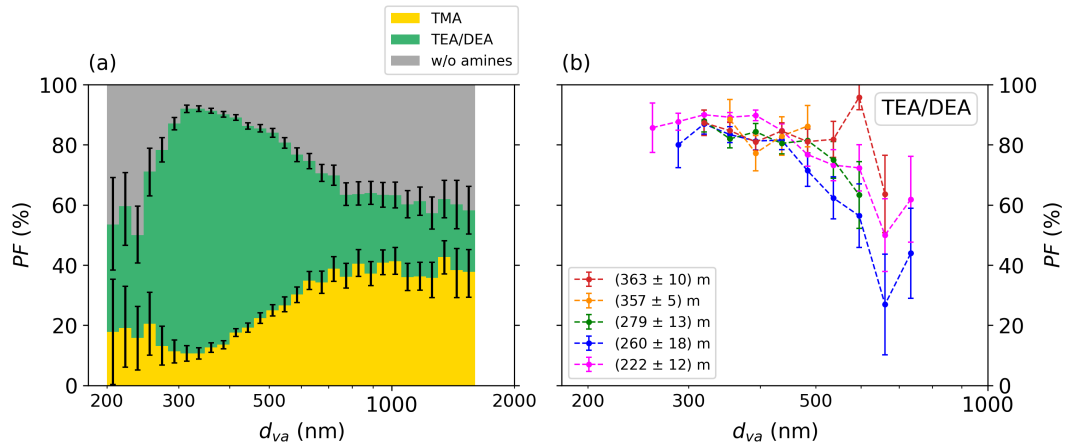 TMA
TEA/DEA
w/o amines
(a)
(b)
100
80
60
40
20
0
PF (%)
200
300
500
1000
2000
d_va (nm)
TEA/DEA
(363 ± 10) m
(357 ± 5) m
(279 ± 13) m
(260 ± 18) m
(222 ± 12) m
100
80
60
40
20
0
PF (%)
200
300
500
1000
d_va (nm)